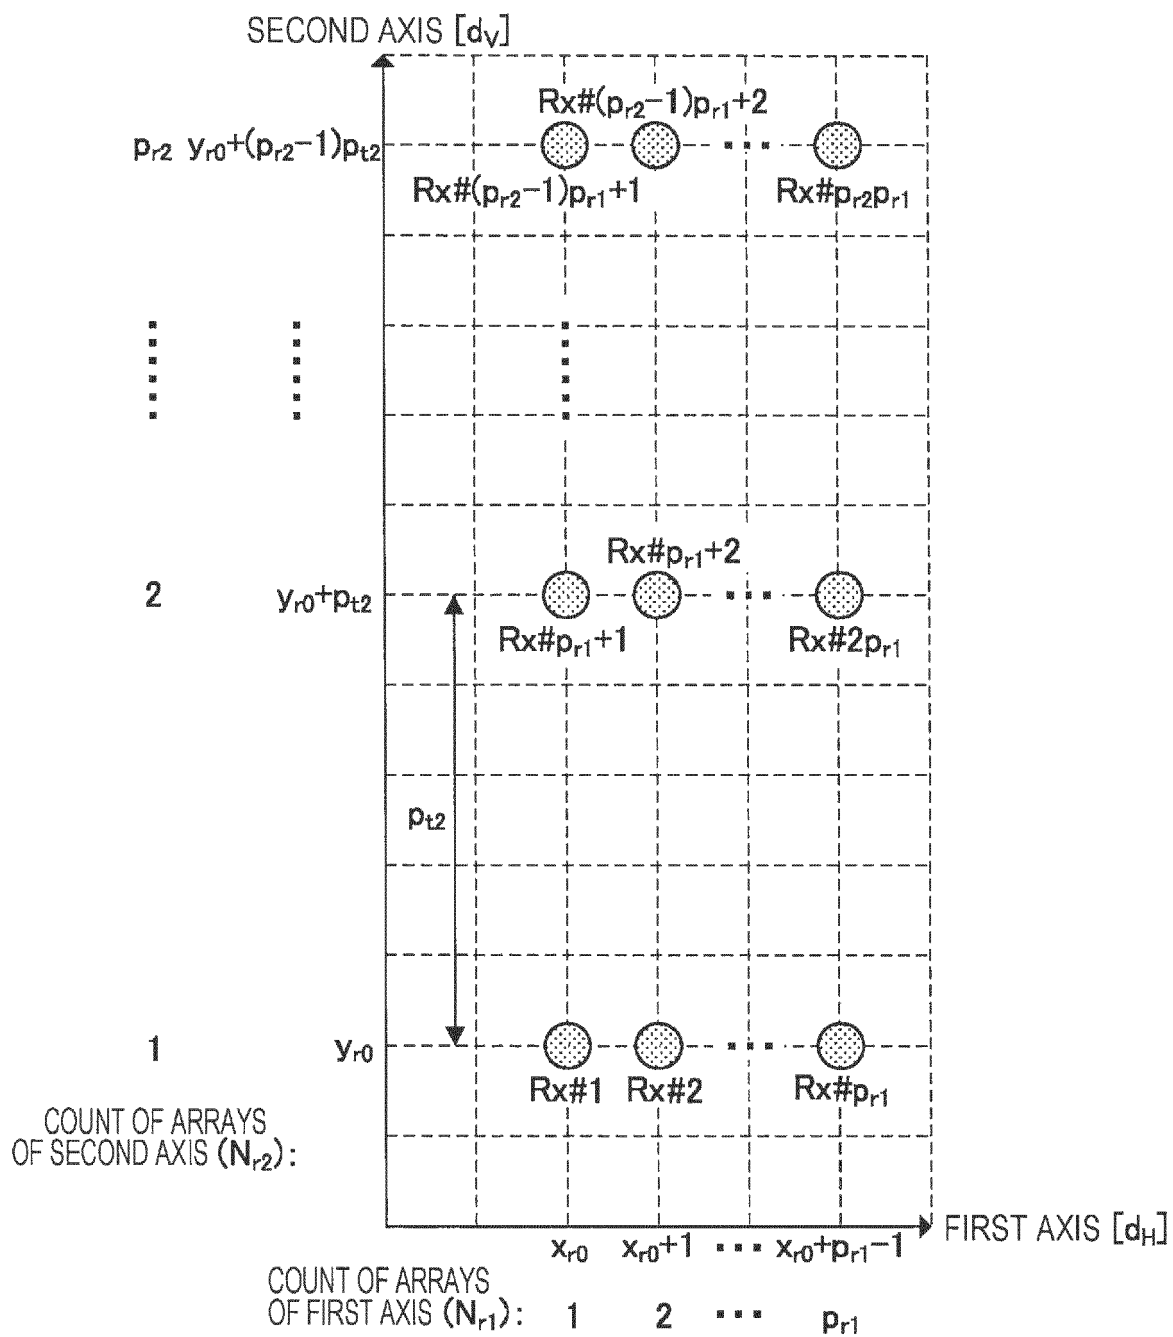 SECOND AXIS [dV]
Rx#(pr2−1)pr1+2
pr2 yr0+(pr2−1)pt2 ･･･
Rx#(pr2−1)pr1+1 Rx#pr2pr1
Rx#pr1+2
2 yr0+pt2 ･･･
Rx#pr1+1 Rx#2pr1
pt2
1 yr0 ･･･
Rx#1 Rx#2 Rx#pr1
COUNT OF ARRAYS
OF SECOND AXIS (Nr2):
FIRST AXIS [dH]
xr0 xr0+1 ･･･ xr0+pr1−1
COUNT OF ARRAYS
OF FIRST AXIS (Nr1): 1 2 ･･･ pr1